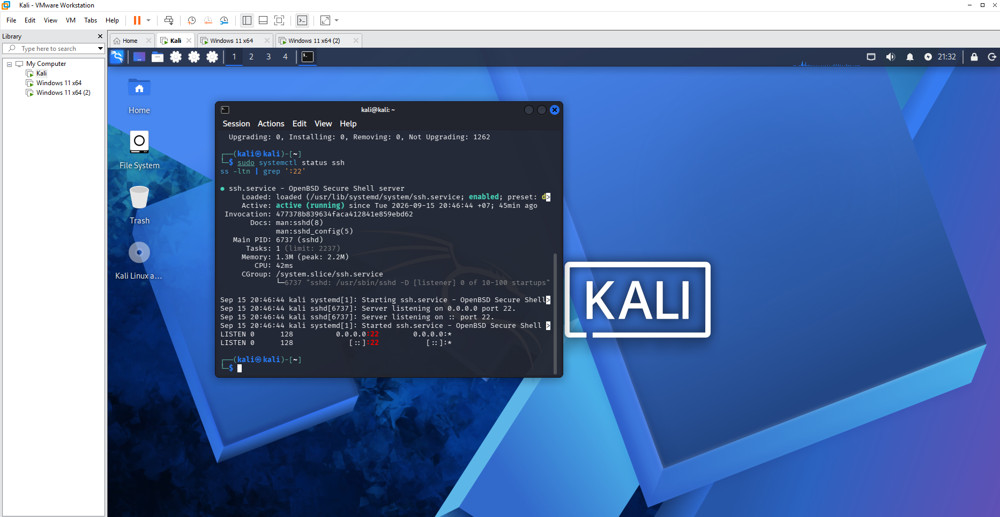 Kali - VMware Workstation
File Edit View VM Tabs Help
Library
Type here to search
My Computer
Kali
Windows 11 x64
Windows 11 x64 (2)
Home Kali Windows 11 x64 Windows 11 x64 (2)
1 2 3 4 21:32
Home
File System
Trash
Kali Linux a...
kali@kali: ~
Session Actions Edit View Help
Upgrading: 0, Installing: 0, Removing: 0, Not Upgrading: 1262
┌──(kali㉿kali)-[~]
└─$ sudo systemctl status ssh
ss -ltn | grep ':22'
● ssh.service - OpenBSD Secure Shell server
Loaded: loaded (/usr/lib/systemd/system/ssh.service; enabled; preset: d>
Active: active (running) since Tue 2026-09-15 20:46:44 +07; 45min ago
Invocation: 477378b839634faca412841e859ebd62
Docs: man:sshd(8)
man:sshd_config(5)
Main PID: 6737 (sshd)
Tasks: 1 (limit: 2237)
Memory: 1.3M (peak: 2.2M)
CPU: 42ms
CGroup: /system.slice/ssh.service
└─6737 "sshd: /usr/sbin/sshd -D [listener] 0 of 10-100 startups"
Sep 15 20:46:44 kali systemd[1]: Starting ssh.service - OpenBSD Secure Shell>
Sep 15 20:46:44 kali sshd[6737]: Server listening on 0.0.0.0 port 22.
Sep 15 20:46:44 kali sshd[6737]: Server listening on :: port 22.
Sep 15 20:46:44 kali systemd[1]: Started ssh.service - OpenBSD Secure Shell >
LISTEN 0 128 0.0.0.0:22 0.0.0.0:*
LISTEN 0 128 [::]:22 [::]:*
┌──(kali㉿kali)-[~]
└─$
KALI